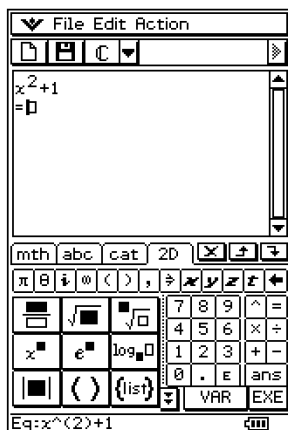 File Edit Action
ℂ
x²+1
=
mth abc cat 2D
π θ i ∞ ( ) , ⇒ x y z t ←
√■ ■√□ 7 8 9 ^ =
4 5 6 × ÷
x■ e■ log■□ 1 2 3 + -
|■| ( ) {list} 0 . E ans
VAR EXE
Eq:x^(2)+1